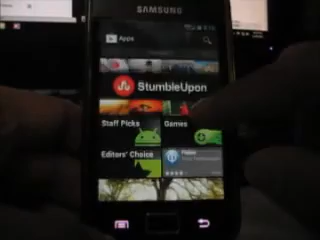 SAMSUNG
Apps
StumbleUpon
Staff Picks
Games
Editors' Choice